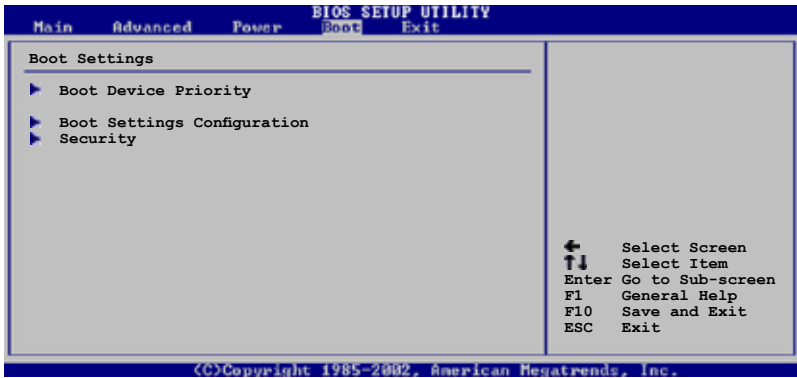 BIOS SETUP UTILITY
Main Advanced Power Boot Exit
Boot Settings
Boot Device Priority
Boot Settings Configuration
Security
← Select Screen
↑↓ Select Item
Enter Go to Sub-screen
F1 General Help
F10 Save and Exit
ESC Exit
(C)Copyright 1985-2002, American Megatrends, Inc.